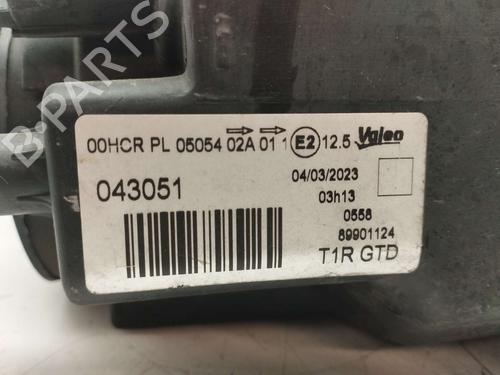 B-PARTS
00HCR PL 05054 02A 01 1 E2 12.5 Valeo
043051
04/03/2023
03h13
0558
89901124
T1R GTD